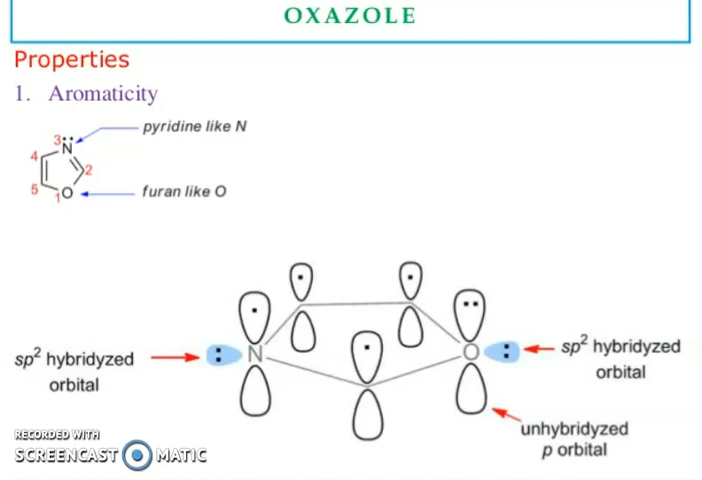 OXAZOLE
Properties
1. Aromaticity
pyridine like N
3
N
4
2
5
1
O
furan like O
sp² hybridyzed
orbital
N
O
sp² hybridyzed
orbital
unhybridyzed
p orbital
RECORDED WITH
SCREENCAST MATIC